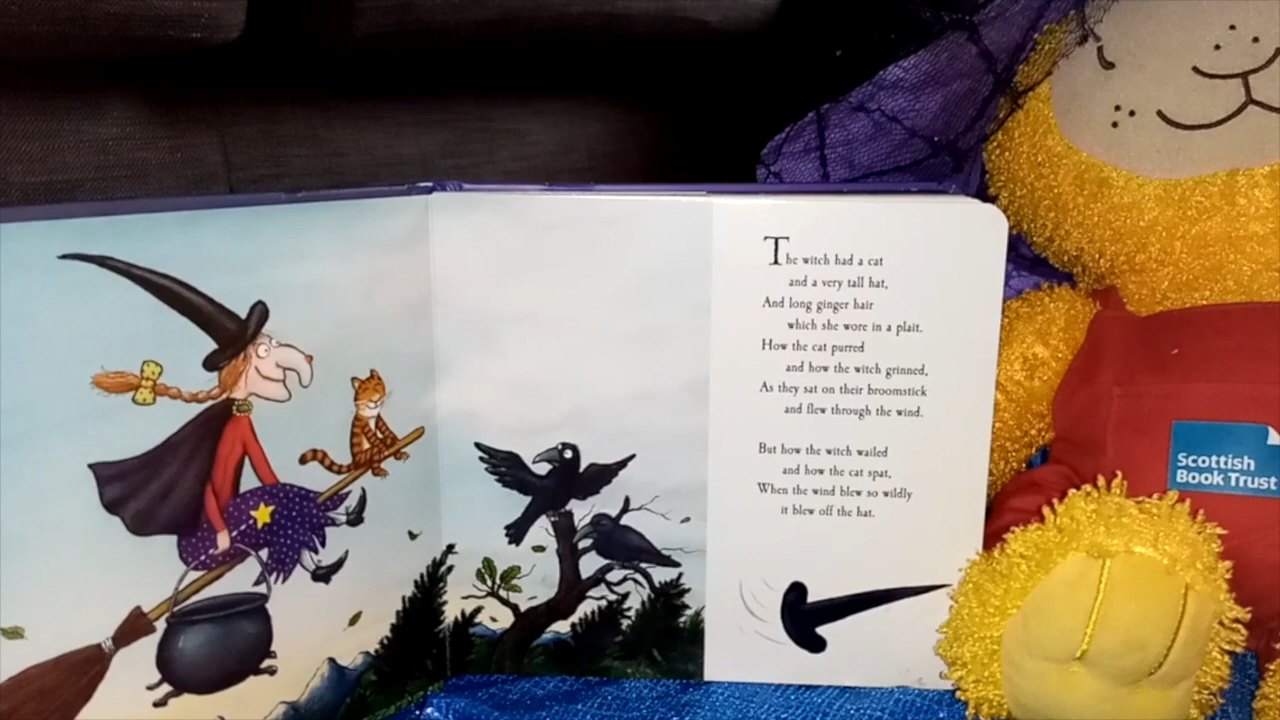 The witch had a cat
and a very tall hat,
And long ginger hair
which she wore in a plait.
How the cat purred
and how the witch grinned,
As they sat on their broomstick
and flew through the wind.
But how the witch wailed
and how the cat spat,
When the wind blew so wildly
it blew off the hat.
Scottish
Book Trust